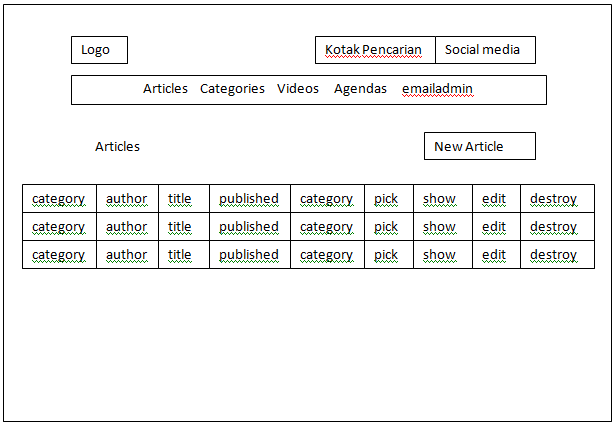 Logo Kotak Pencarian Social media
Articles Categories Videos Agendas emailadmin
Articles New Article
category author title published category pick show edit destroy
category author title published category pick show edit destroy
category author title published category pick show edit destroy